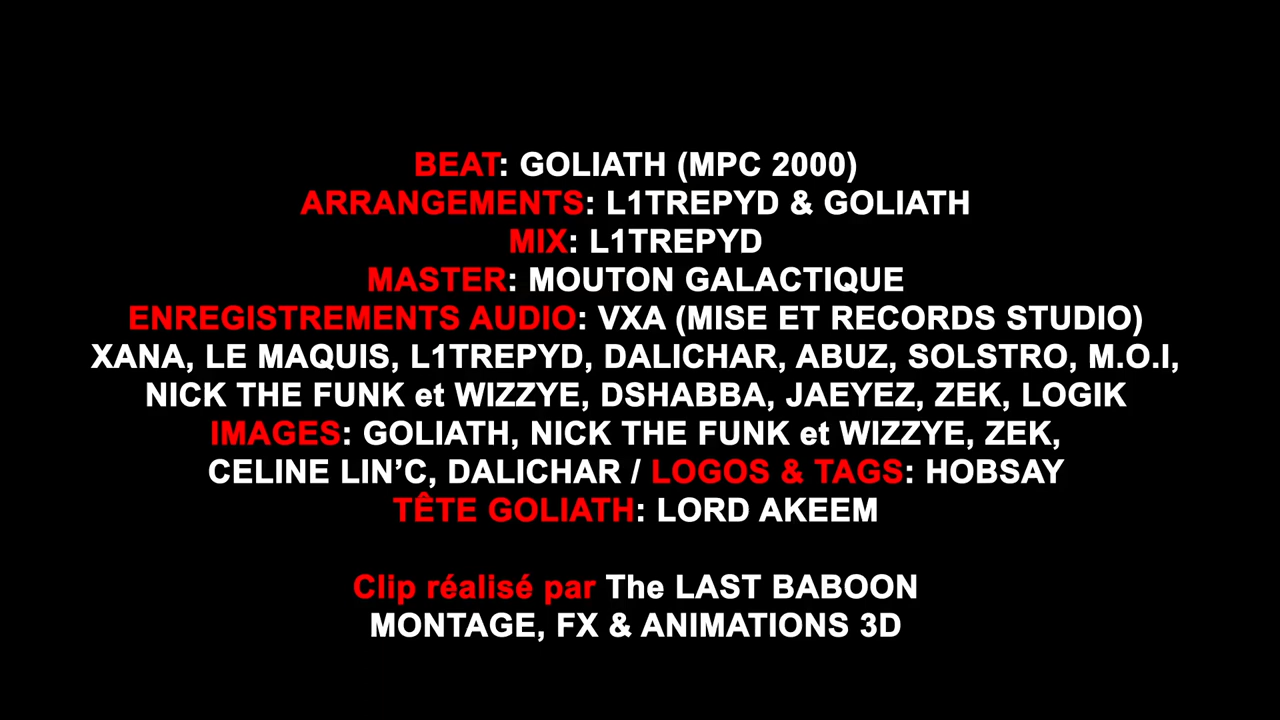 BEAT: GOLIATH (MPC 2000)
ARRANGEMENTS: L1TREPYD & GOLIATH
MIX: L1TREPYD
MASTER: MOUTON GALACTIQUE
ENREGISTREMENTS AUDIO: VXA (MISE ET RECORDS STUDIO)
XANA, LE MAQUIS, L1TREPYD, DALICHAR, ABUZ, SOLSTRO, M.O.I,
NICK THE FUNK et WIZZYE, DSHABBA, JAEYEZ, ZEK, LOGIK
IMAGES: GOLIATH, NICK THE FUNK et WIZZYE, ZEK,
CELINE LIN’C, DALICHAR / LOGOS & TAGS: HOBSAY
TÊTE GOLIATH: LORD AKEEM
Clip réalisé par The LAST BABOON
MONTAGE, FX & ANIMATIONS 3D